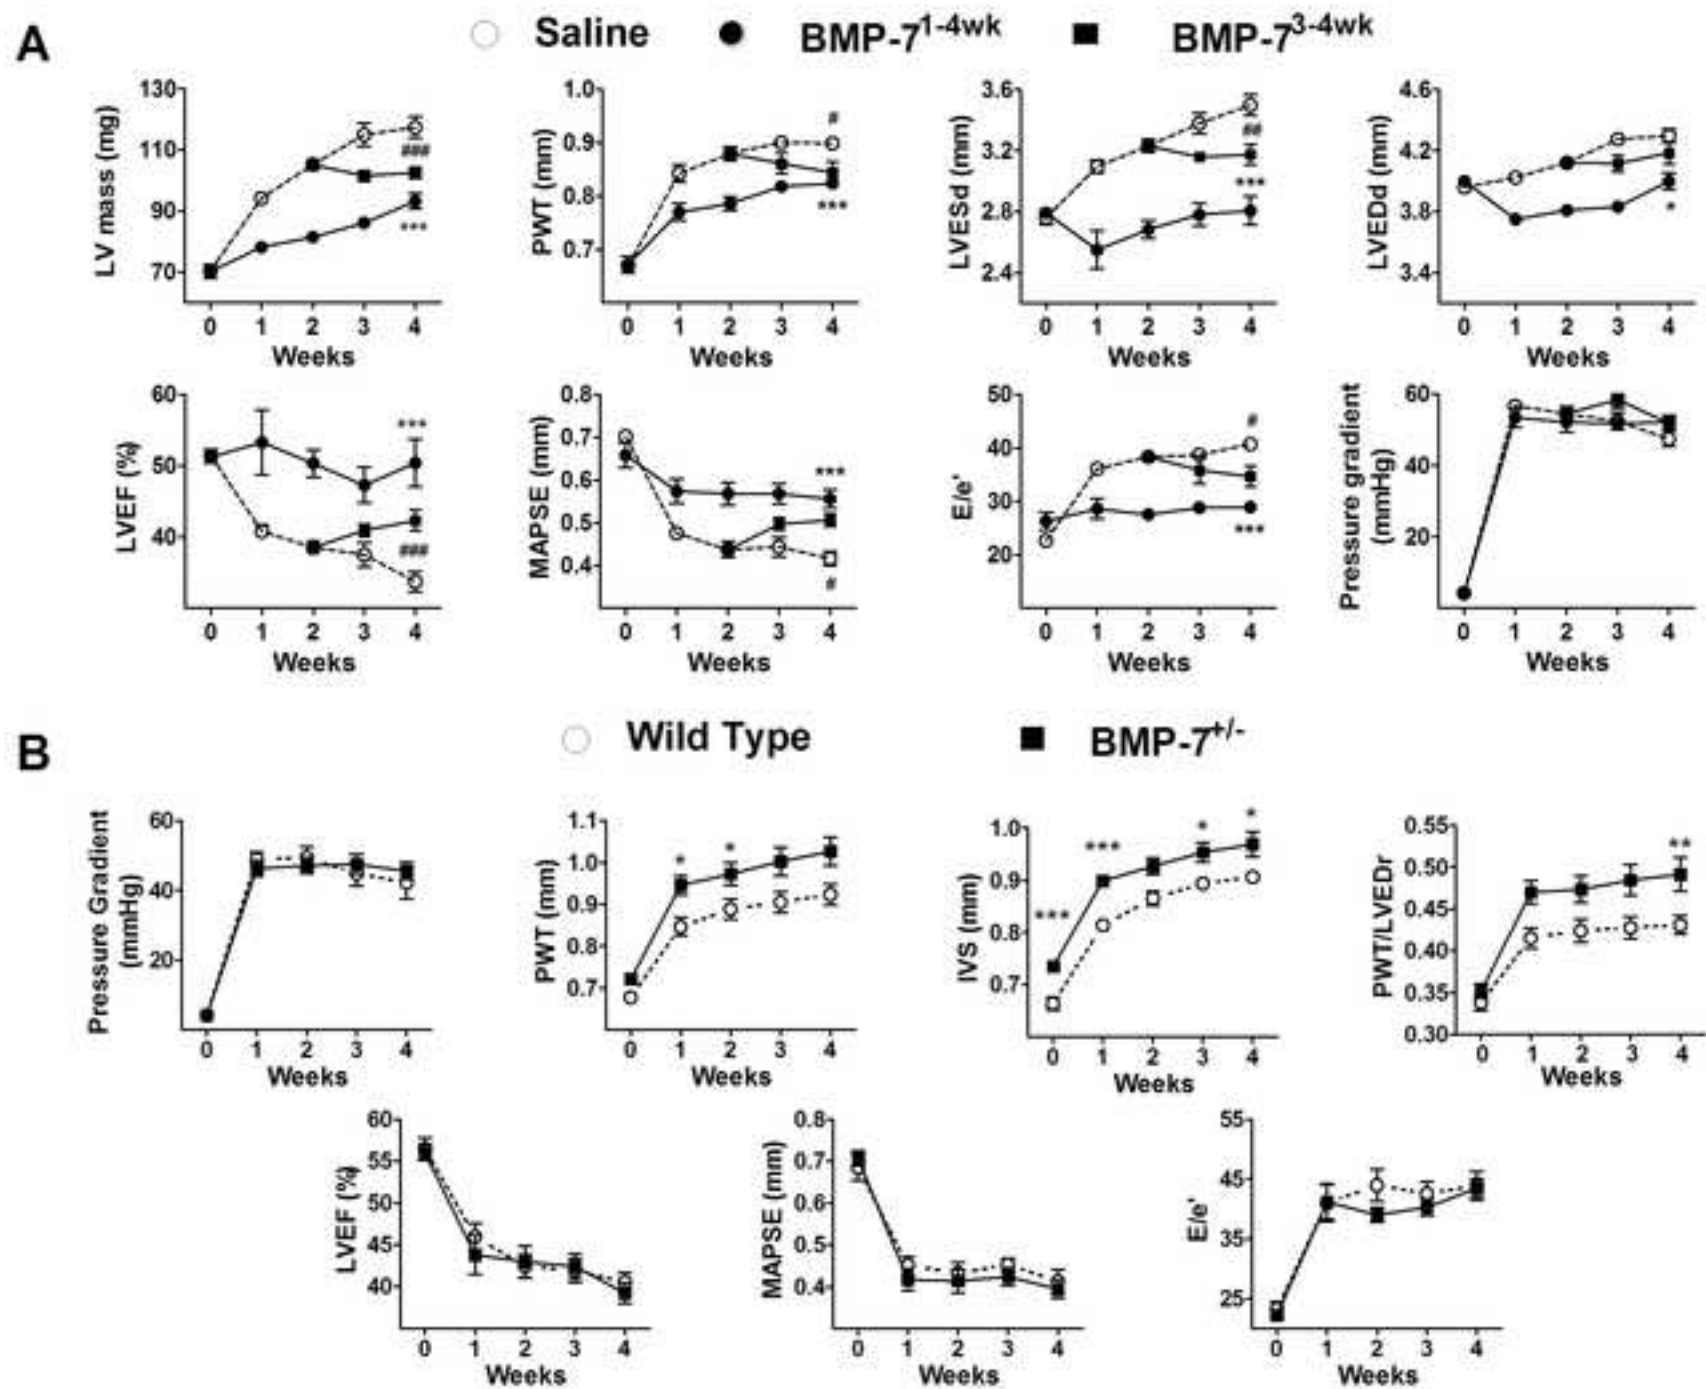 A
Saline BMP-7^1-4wk BMP-7^3-4wk
LV mass (mg)
130
110
90
70
###
***
0 1 2 3 4
Weeks
PWT (mm)
1.0
0.9
0.8
0.7
#
***
0 1 2 3 4
Weeks
LVESd (mm)
3.6
3.2
2.8
2.4
##
***
0 1 2 3 4
Weeks
LVEDd (mm)
4.6
4.2
3.8
3.4
*
0 1 2 3 4
Weeks
LVEF (%)
60
50
40
***
###
0 1 2 3 4
Weeks
MAPSE (mm)
0.8
0.7
0.6
0.5
0.4
***
#
0 1 2 3 4
Weeks
E/e'
50
40
30
20
#
***
0 1 2 3 4
Weeks
Pressure gradient
(mmHg)
60
40
20
0 1 2 3 4
Weeks
B
Wild Type BMP-7^+/-
Pressure Gradient
(mmHg)
60
40
20
0 1 2 3 4
Weeks
PWT (mm)
1.1
1.0
0.9
0.8
0.7
* *
0 1 2 3 4
Weeks
IVS (mm)
1.0
0.9
0.8
0.7
*** *** * *
0 1 2 3 4
Weeks
PWT/LVEDr
0.55
0.50
0.45
0.40
0.35
0.30
**
0 1 2 3 4
Weeks
LVEF (%)
60
55
50
45
40
0 1 2 3 4
Weeks
MAPSE (mm)
0.8
0.7
0.6
0.5
0.4
0 1 2 3 4
Weeks
E/e'
55
45
35
25
0 1 2 3 4
Weeks